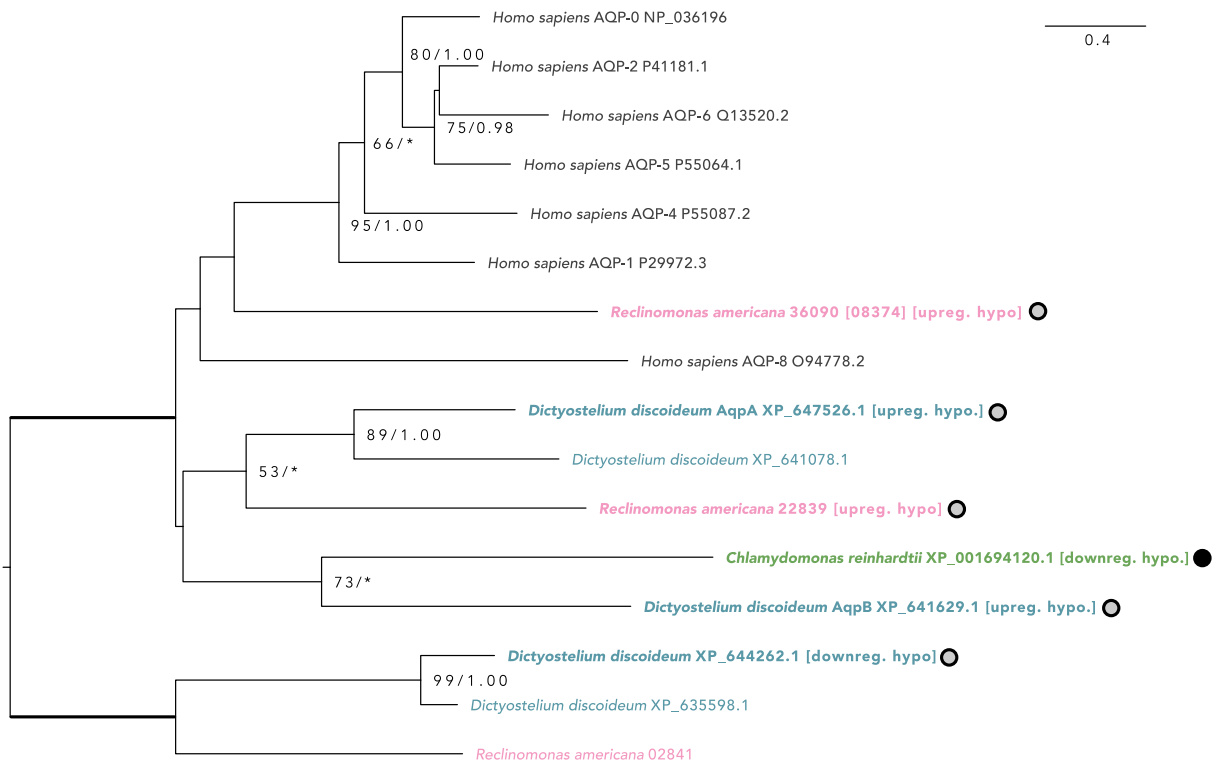 Homo sapiens AQP-0 NP_036196
0.4
80/1.00
Homo sapiens AQP-2 P41181.1
Homo sapiens AQP-6 Q13520.2
75/0.98
66/*
Homo sapiens AQP-5 P55064.1
Homo sapiens AQP-4 P55087.2
95/1.00
Homo sapiens AQP-1 P29972.3
Reclinomonas americana 36090 [08374] [upreg. hypo]
Homo sapiens AQP-8 O94778.2
Dictyostelium discoideum AqpA XP_647526.1 [upreg. hypo.]
89/1.00
Dictyostelium discoideum XP_641078.1
53/*
Reclinomonas americana 22839 [upreg. hypo]
Chlamydomonas reinhardtii XP_001694120.1 [downreg. hypo.]
73/*
Dictyostelium discoideum AqpB XP_641629.1 [upreg. hypo.]
Dictyostelium discoideum XP_644262.1 [downreg. hypo]
99/1.00
Dictyostelium discoideum XP_635598.1
Reclinomonas americana 02841